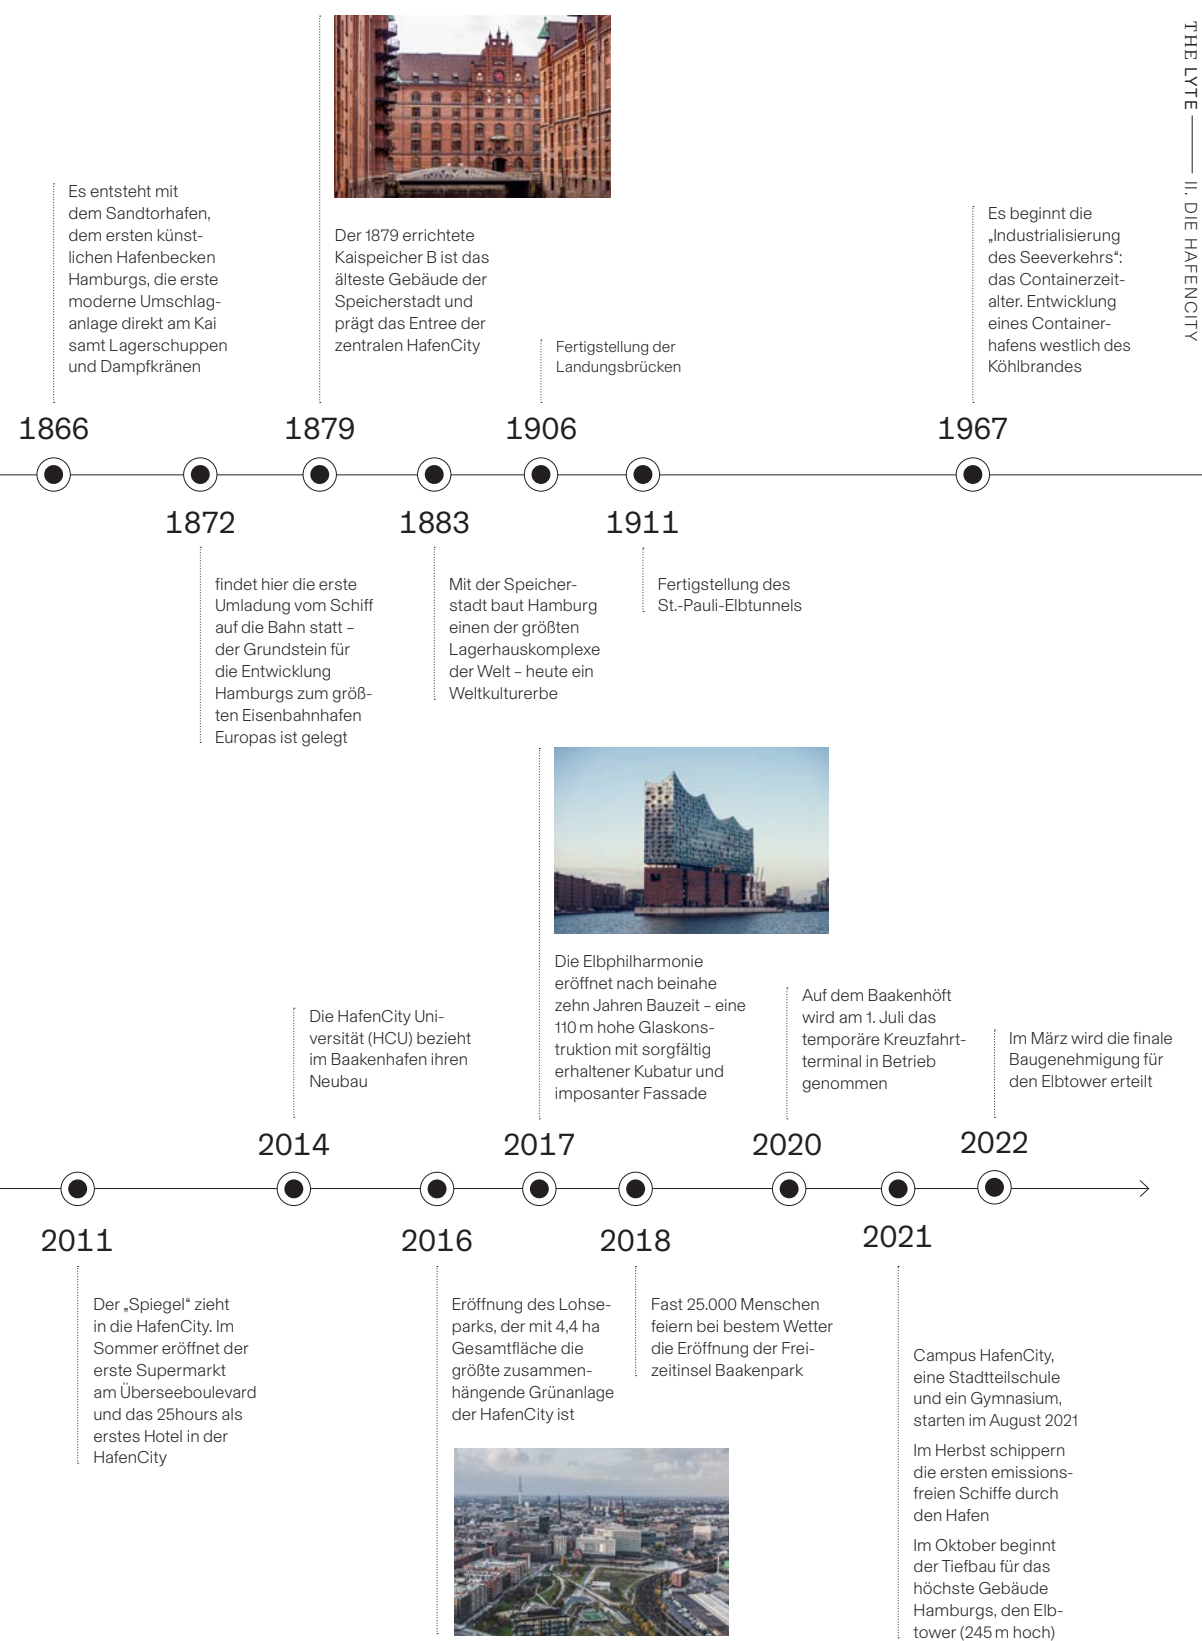 THE LYTE —— II. DIE HAFENCITY
Es entsteht mit
dem Sandtorhafen,
dem ersten künst-
lichen Hafenbecken
Hamburgs, die erste
moderne Umschlag-
anlage direkt am Kai
samt Lagerschuppen
und Dampfkränen
1866
1872
findet hier die erste
Umladung vom Schiff
auf die Bahn statt –
der Grundstein für
die Entwicklung
Hamburgs zum größ-
ten Eisenbahnhafen
Europas ist gelegt
Der 1879 errichtete
Kaispeicher B ist das
älteste Gebäude der
Speicherstadt und
prägt das Entree der
zentralen HafenCity
1879
1883
Mit der Speicher-
stadt baut Hamburg
einen der größten
Lagerhauskomplexe
der Welt – heute ein
Weltkulturerbe
Fertigstellung der
Landungsbrücken
1906
1911
Fertigstellung des
St.-Pauli-Elbtunnels
Es beginnt die
„Industrialisierung
des Seeverkehrs“:
das Containerzeit-
alter. Entwicklung
eines Container-
hafens westlich des
Köhlbrandes
1967
2011
Der „Spiegel“ zieht
in die HafenCity. Im
Sommer eröffnet der
erste Supermarkt
am Überseeboulevard
und das 25hours als
erstes Hotel in der
HafenCity
Die HafenCity Uni-
versität (HCU) bezieht
im Baakenhafen ihren
Neubau
2014
2016
Eröffnung des Lohse-
parks, der mit 4,4 ha
Gesamtfläche die
größte zusammen-
hängende Grünanlage
der HafenCity ist
Die Elbphilharmonie
eröffnet nach beinahe
zehn Jahren Bauzeit – eine
110 m hohe Glaskons-
truktion mit sorgfältig
erhaltener Kubatur und
imposanter Fassade
2017
2018
Fast 25.000 Menschen
feiern bei bestem Wetter
die Eröffnung der Frei-
zeitinsel Baakenpark
Auf dem Baakenhöft
wird am 1. Juli das
temporäre Kreuzfahrt-
terminal in Betrieb
genommen
2020
2021
Campus HafenCity,
eine Stadtteilschule
und ein Gymnasium,
starten im August 2021
Im Herbst schippern
die ersten emissions-
freien Schiffe durch
den Hafen
Im Oktober beginnt
der Tiefbau für das
höchste Gebäude
Hamburgs, den Elb-
tower (245 m hoch)
Im März wird die finale
Baugenehmigung für
den Elbtower erteilt
2022